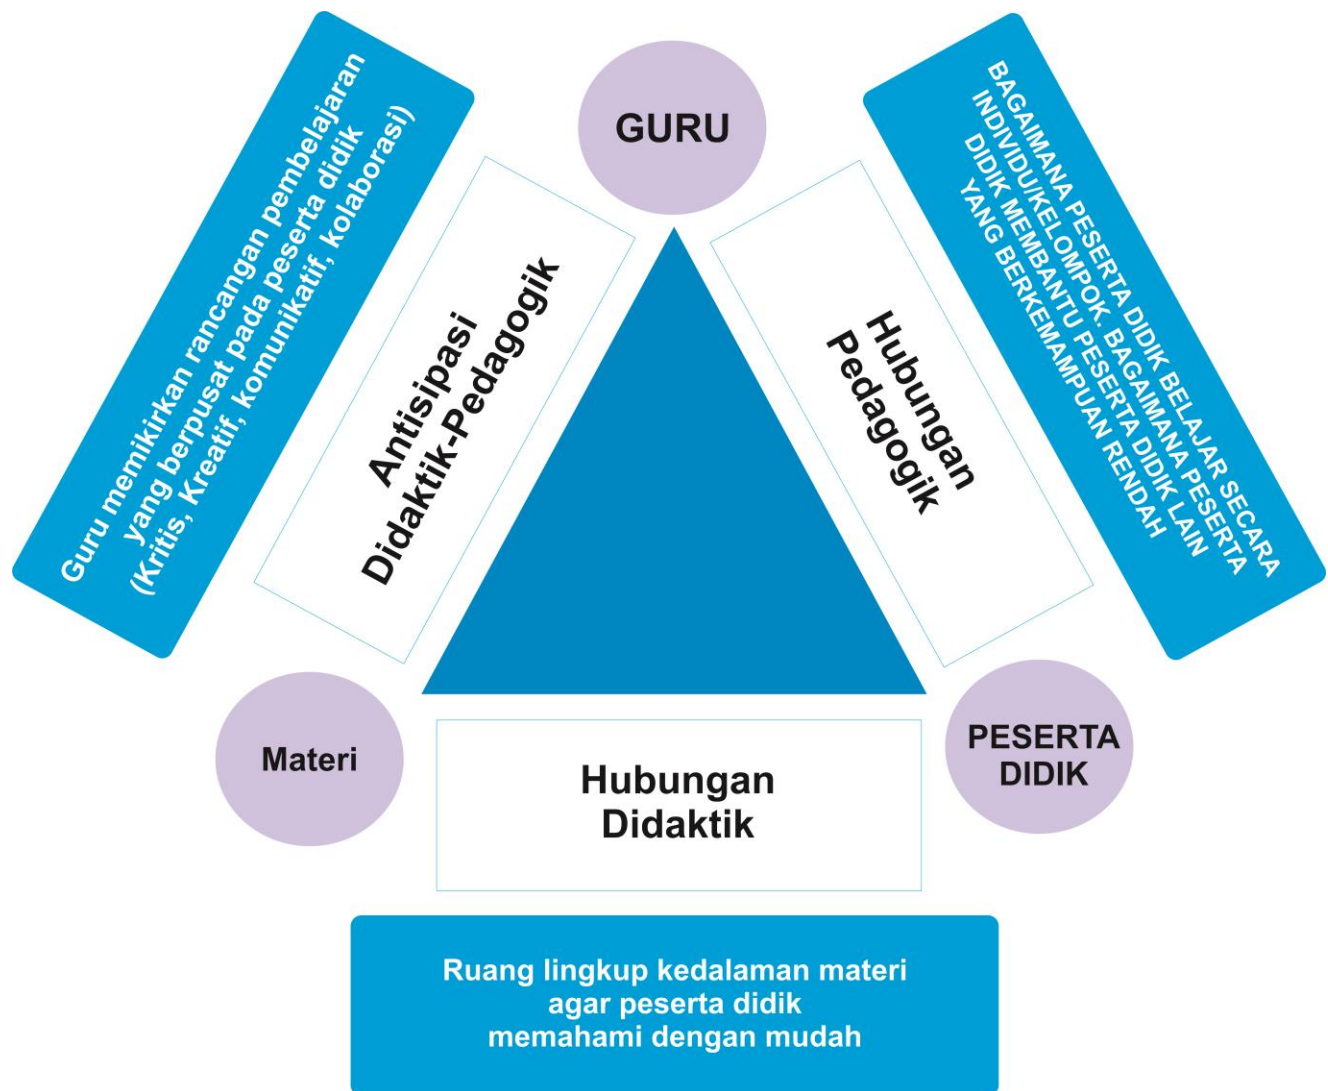 GURU
Guru memikirkan rancangan pembelajaran
yang berpusat pada peserta didik
(Kritis, Kreatif, komunikatif, kolaborasi)
Antisipasi
Didaktik-Pedagogik
Hubungan
Pedagogik
BAGAIMANA PESERTA DIDIK BELAJAR SECARA
INDIVIDU/KELOMPOK. BAGAIMANA PESERTA
DIDIK MEMBANTU PESERTA DIDIK LAIN
YANG BERKEMAMPUAN RENDAH
Materi
PESERTA
DIDIK
Hubungan
Didaktik
Ruang lingkup kedalaman materi
agar peserta didik
memahami dengan mudah